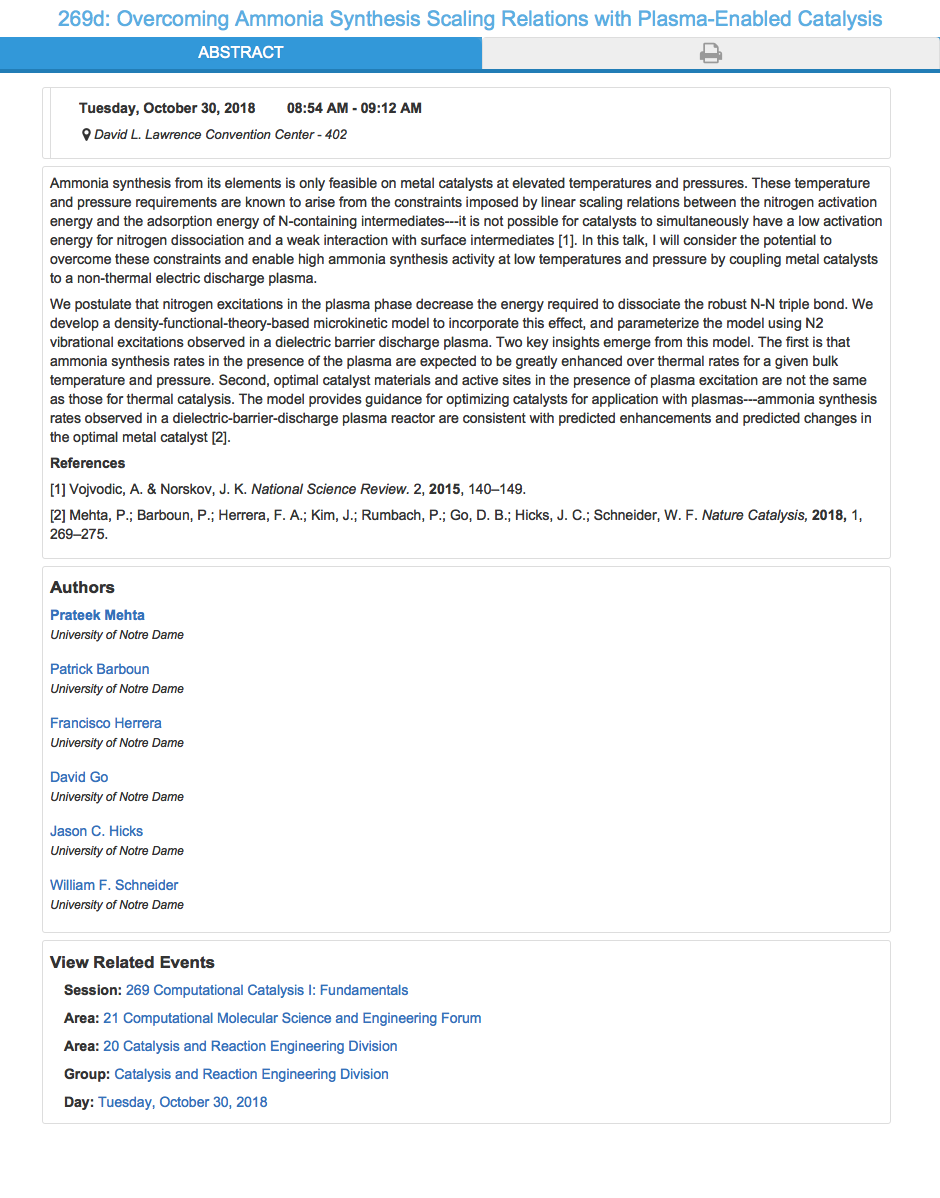 269d: Overcoming Ammonia Synthesis Scaling Relations with Plasma-Enabled Catalysis
ABSTRACT
Tuesday, October 30, 2018 08:54 AM - 09:12 AM
David L. Lawrence Convention Center - 402
Ammonia synthesis from its elements is only feasible on metal catalysts at elevated temperatures and pressures. These temperature
and pressure requirements are known to arise from the constraints imposed by linear scaling relations between the nitrogen activation
energy and the adsorption energy of N-containing intermediates---it is not possible for catalysts to simultaneously have a low activation
energy for nitrogen dissociation and a weak interaction with surface intermediates [1]. In this talk, I will consider the potential to
overcome these constraints and enable high ammonia synthesis activity at low temperatures and pressure by coupling metal catalysts
to a non-thermal electric discharge plasma.
We postulate that nitrogen excitations in the plasma phase decrease the energy required to dissociate the robust N-N triple bond. We
develop a density-functional-theory-based microkinetic model to incorporate this effect, and parameterize the model using N2
vibrational excitations observed in a dielectric barrier discharge plasma. Two key insights emerge from this model. The first is that
ammonia synthesis rates in the presence of the plasma are expected to be greatly enhanced over thermal rates for a given bulk
temperature and pressure. Second, optimal catalyst materials and active sites in the presence of plasma excitation are not the same
as those for thermal catalysis. The model provides guidance for optimizing catalysts for application with plasmas---ammonia synthesis
rates observed in a dielectric-barrier-discharge plasma reactor are consistent with predicted enhancements and predicted changes in
the optimal metal catalyst [2].
References
[1] Vojvodic, A. & Norskov, J. K. National Science Review. 2, 2015, 140–149.
[2] Mehta, P.; Barboun, P.; Herrera, F. A.; Kim, J.; Rumbach, P.; Go, D. B.; Hicks, J. C.; Schneider, W. F. Nature Catalysis, 2018, 1,
269–275.
Authors
Prateek Mehta
University of Notre Dame
Patrick Barboun
University of Notre Dame
Francisco Herrera
University of Notre Dame
David Go
University of Notre Dame
Jason C. Hicks
University of Notre Dame
William F. Schneider
University of Notre Dame
View Related Events
Session: 269 Computational Catalysis I: Fundamentals
Area: 21 Computational Molecular Science and Engineering Forum
Area: 20 Catalysis and Reaction Engineering Division
Group: Catalysis and Reaction Engineering Division
Day: Tuesday, October 30, 2018